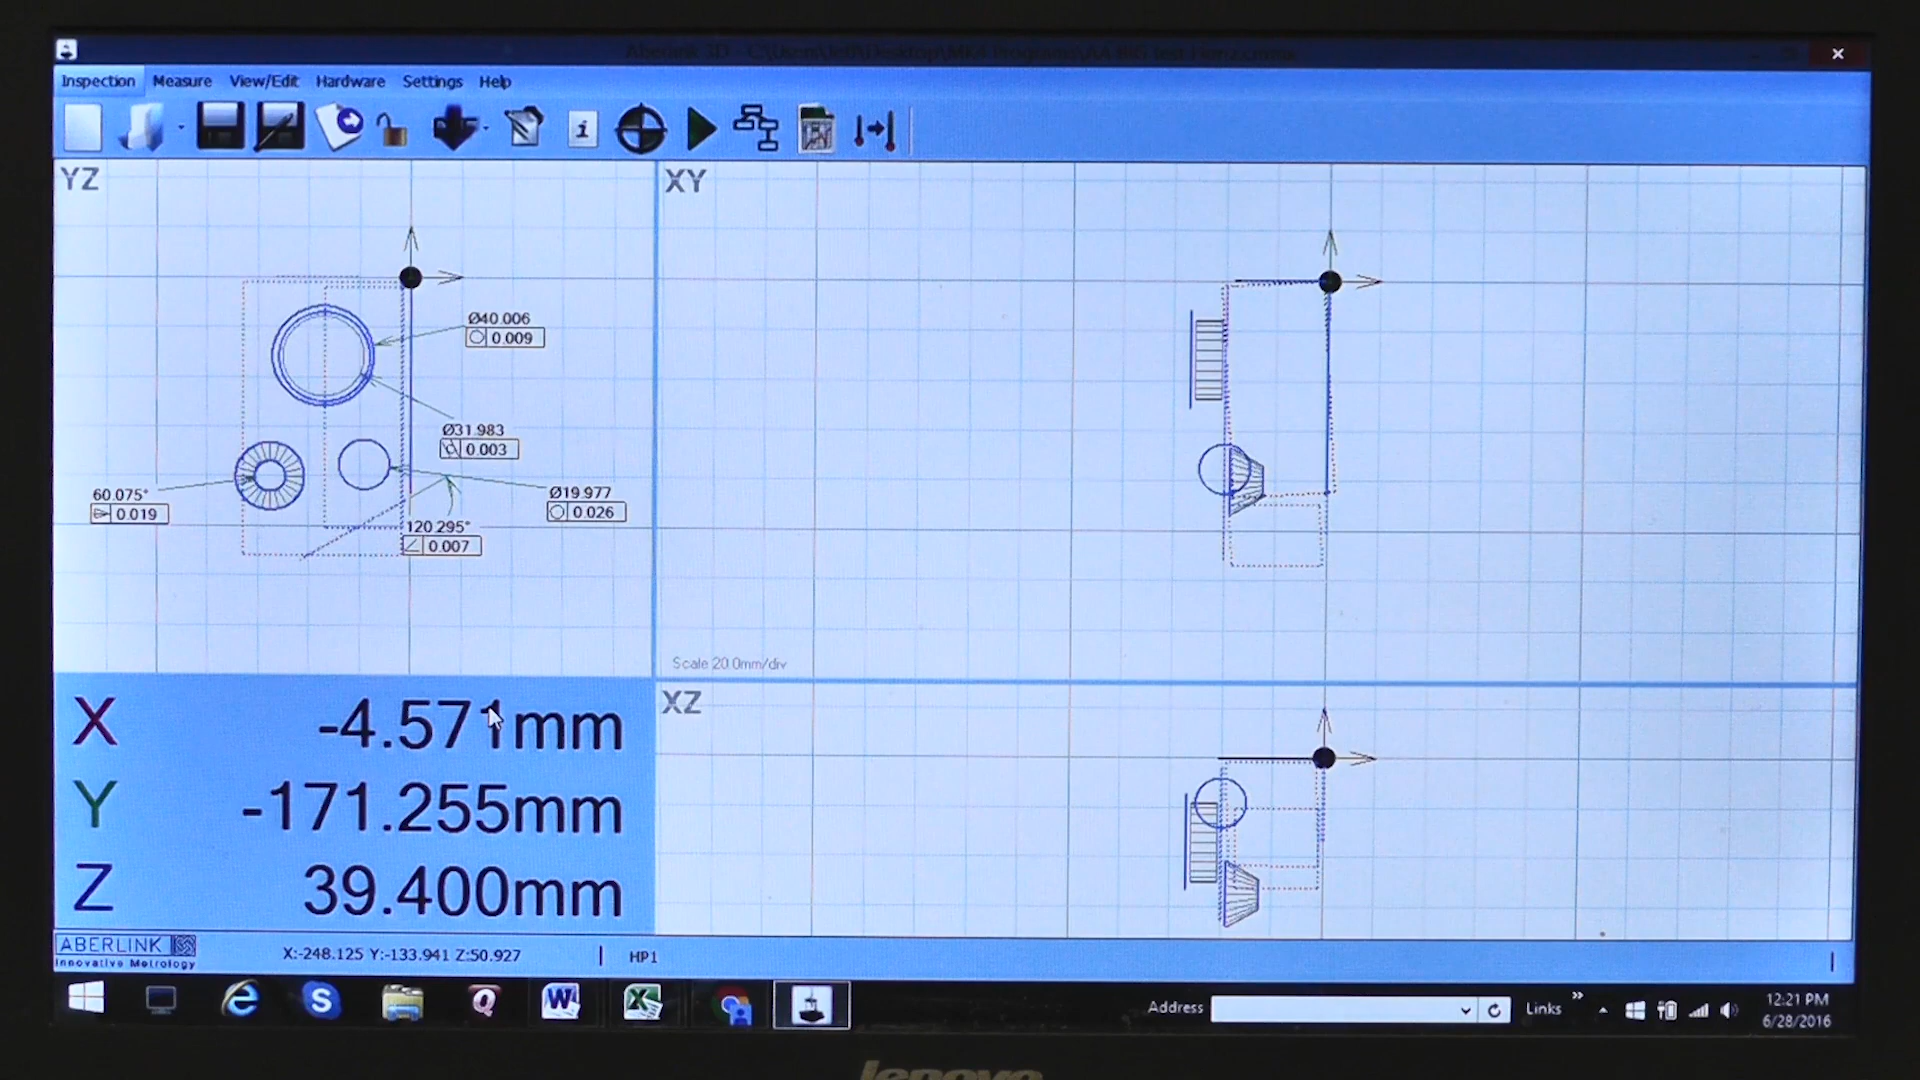 Inspection Measure View/Edit Hardware Settings Help
YZ
Ø40.006
0.009
Ø31.983
0.003
60.075°
0.019
Ø19.977
0.026
120.295°
0.007
XY
Scale 20.0mm/div
XZ
X -4.571mm
Y -171.255mm
Z 39.400mm
ABERLINK
Innovative Metrology
X:-248.125 Y:-133.941 Z:50.927
HP1
Address
Links
12:21 PM
6/28/2016
lenovo